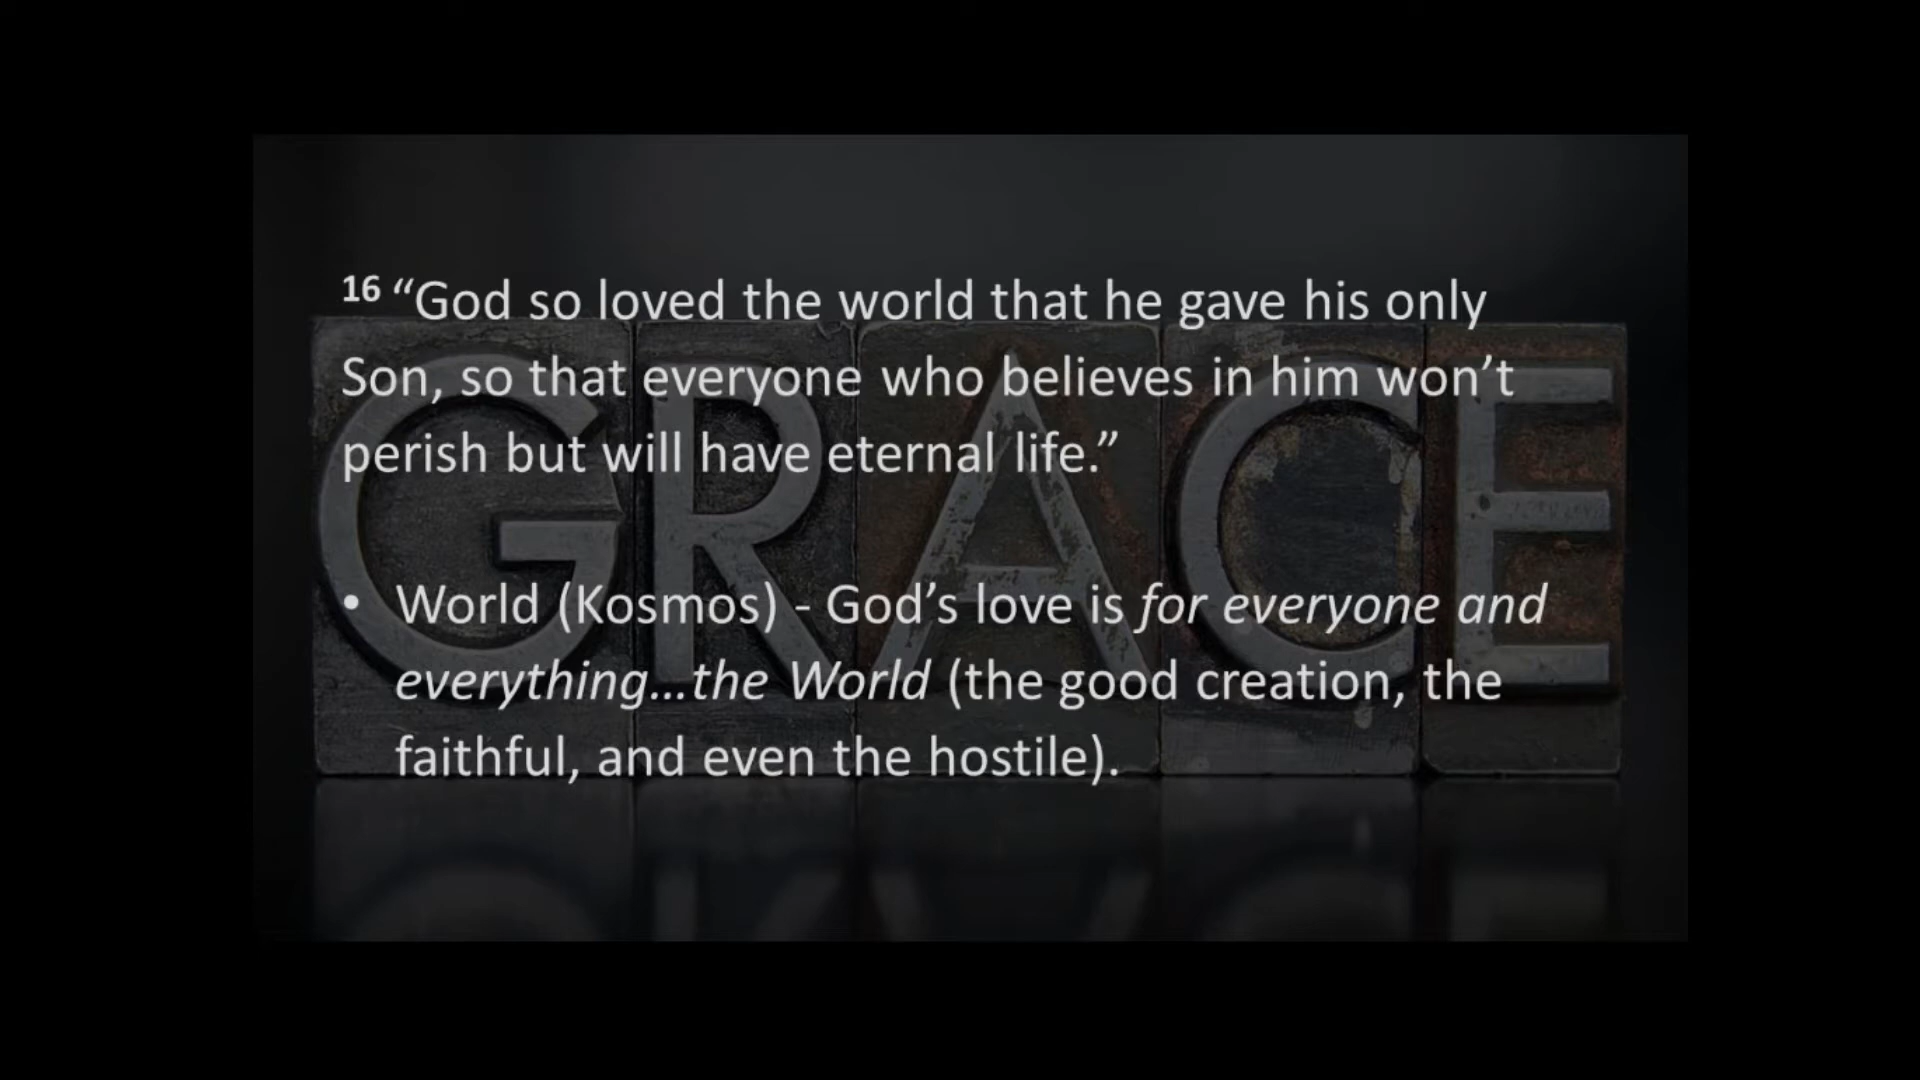 16 “God so loved the world that he gave his only
Son, so that everyone who believes in him won’t
perish but will have eternal life.”
• World (Kosmos) - God’s love is for everyone and
everything...the World (the good creation, the
faithful, and even the hostile).
GRACE